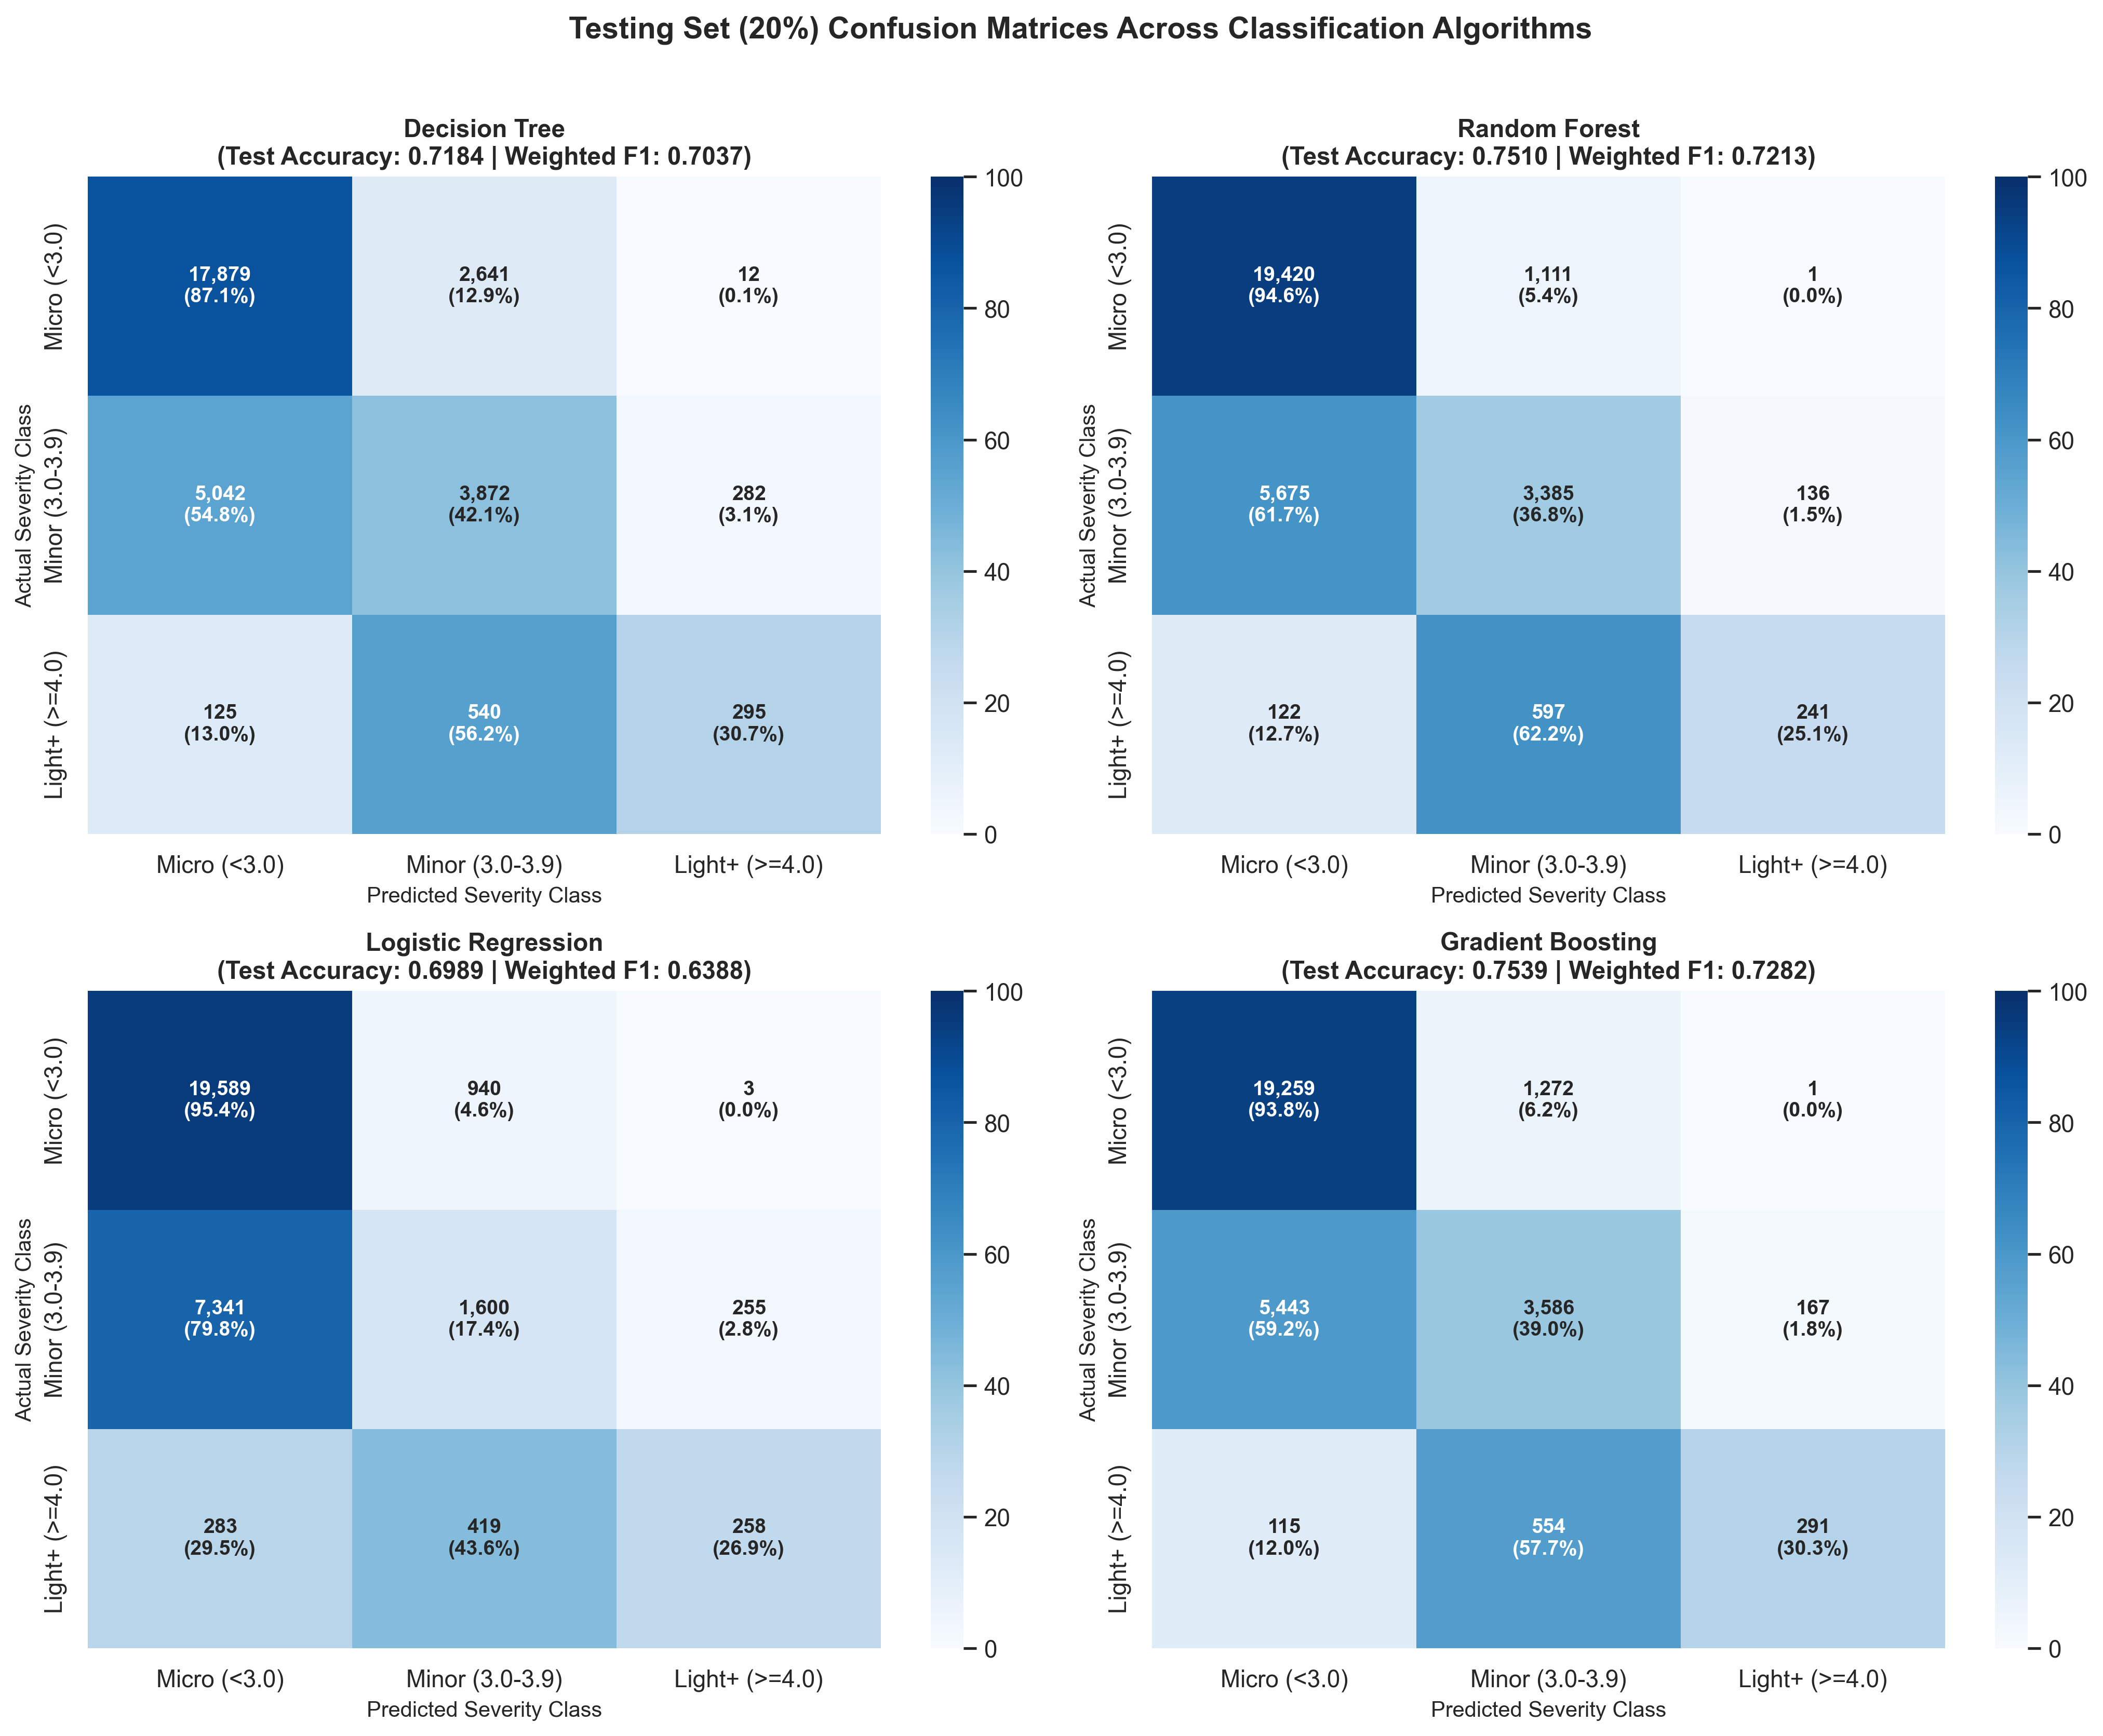 Testing Set (20%) Confusion Matrices Across Classification Algorithms
Decision Tree
(Test Accuracy: 0.7184 | Weighted F1: 0.7037)
Actual Severity Class
Micro (<3.0)
Minor (3.0-3.9)
Light+ (>=4.0)
17,879
(87.1%)
2,641
(12.9%)
12
(0.1%)
5,042
(54.8%)
3,872
(42.1%)
282
(3.1%)
125
(13.0%)
540
(56.2%)
295
(30.7%)
Micro (<3.0)
Minor (3.0-3.9)
Light+ (>=4.0)
Predicted Severity Class
100
80
60
40
20
0
Random Forest
(Test Accuracy: 0.7510 | Weighted F1: 0.7213)
Actual Severity Class
Micro (<3.0)
Minor (3.0-3.9)
Light+ (>=4.0)
19,420
(94.6%)
1,111
(5.4%)
1
(0.0%)
5,675
(61.7%)
3,385
(36.8%)
136
(1.5%)
122
(12.7%)
597
(62.2%)
241
(25.1%)
Micro (<3.0)
Minor (3.0-3.9)
Light+ (>=4.0)
Predicted Severity Class
100
80
60
40
20
0
Logistic Regression
(Test Accuracy: 0.6989 | Weighted F1: 0.6388)
Actual Severity Class
Micro (<3.0)
Minor (3.0-3.9)
Light+ (>=4.0)
19,589
(95.4%)
940
(4.6%)
3
(0.0%)
7,341
(79.8%)
1,600
(17.4%)
255
(2.8%)
283
(29.5%)
419
(43.6%)
258
(26.9%)
Micro (<3.0)
Minor (3.0-3.9)
Light+ (>=4.0)
Predicted Severity Class
100
80
60
40
20
0
Gradient Boosting
(Test Accuracy: 0.7539 | Weighted F1: 0.7282)
Actual Severity Class
Micro (<3.0)
Minor (3.0-3.9)
Light+ (>=4.0)
19,259
(93.8%)
1,272
(6.2%)
1
(0.0%)
5,443
(59.2%)
3,586
(39.0%)
167
(1.8%)
115
(12.0%)
554
(57.7%)
291
(30.3%)
Micro (<3.0)
Minor (3.0-3.9)
Light+ (>=4.0)
Predicted Severity Class
100
80
60
40
20
0